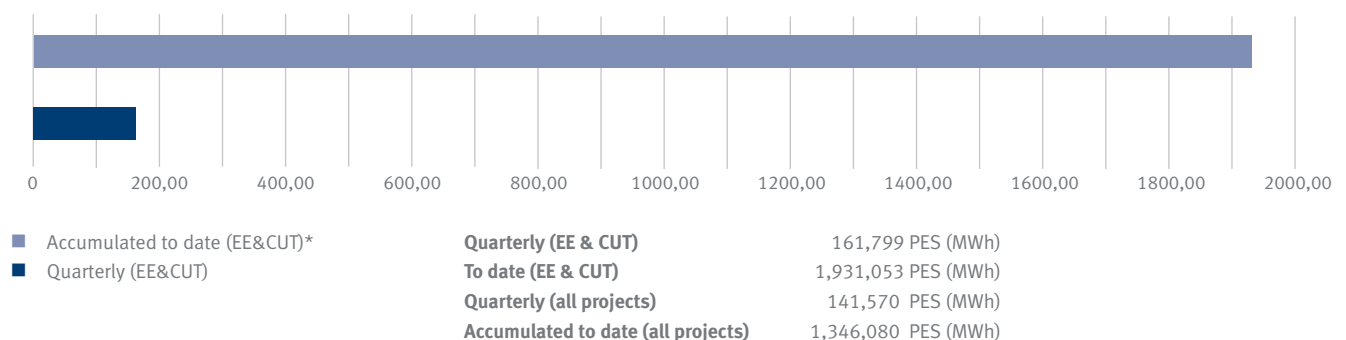 0 200,00 400,00 600,00 800,00 1000,00 1200,00 1400,00 1600,00 1800,00 2000,00
Accumulated to date (EE&CUT)*
Quarterly (EE&CUT)
Quarterly (EE & CUT) 161,799 PES (MWh)
To date (EE & CUT) 1,931,053 PES (MWh)
Quarterly (all projects) 141,570 PES (MWh)
Accumulated to date (all projects) 1,346,080 PES (MWh)